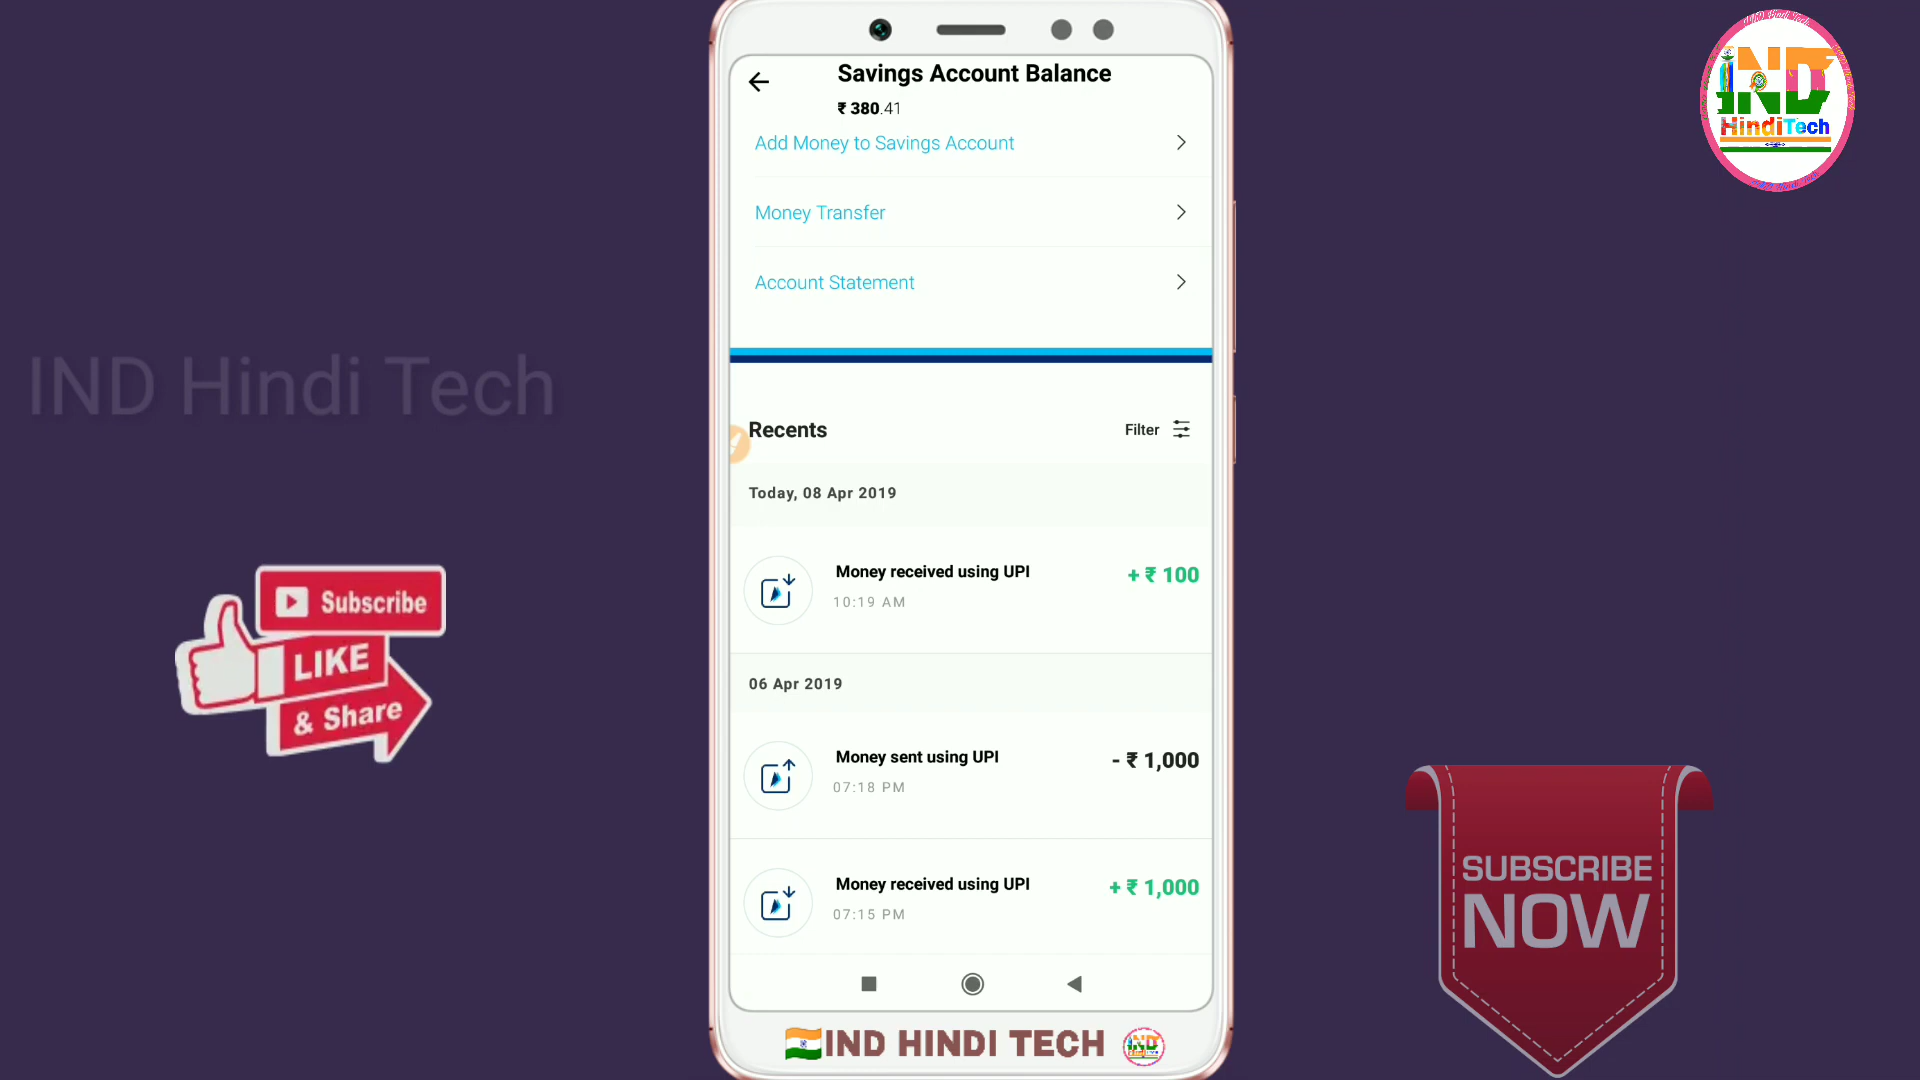 Savings Account Balance
₹ 380.41
Add Money to Savings Account
Money Transfer
Account Statement
Recents
Filter
Today, 08 Apr 2019
Money received using UPI
+ ₹ 100
10:19 AM
06 Apr 2019
Money sent using UPI
- ₹ 1,000
07:18 PM
Money received using UPI
+ ₹ 1,000
07:15 PM
IND HINDI TECH
IND Hindi Tech
Subscribe
LIKE
& Share
IND
HindiTech
SUBSCRIBE
NOW